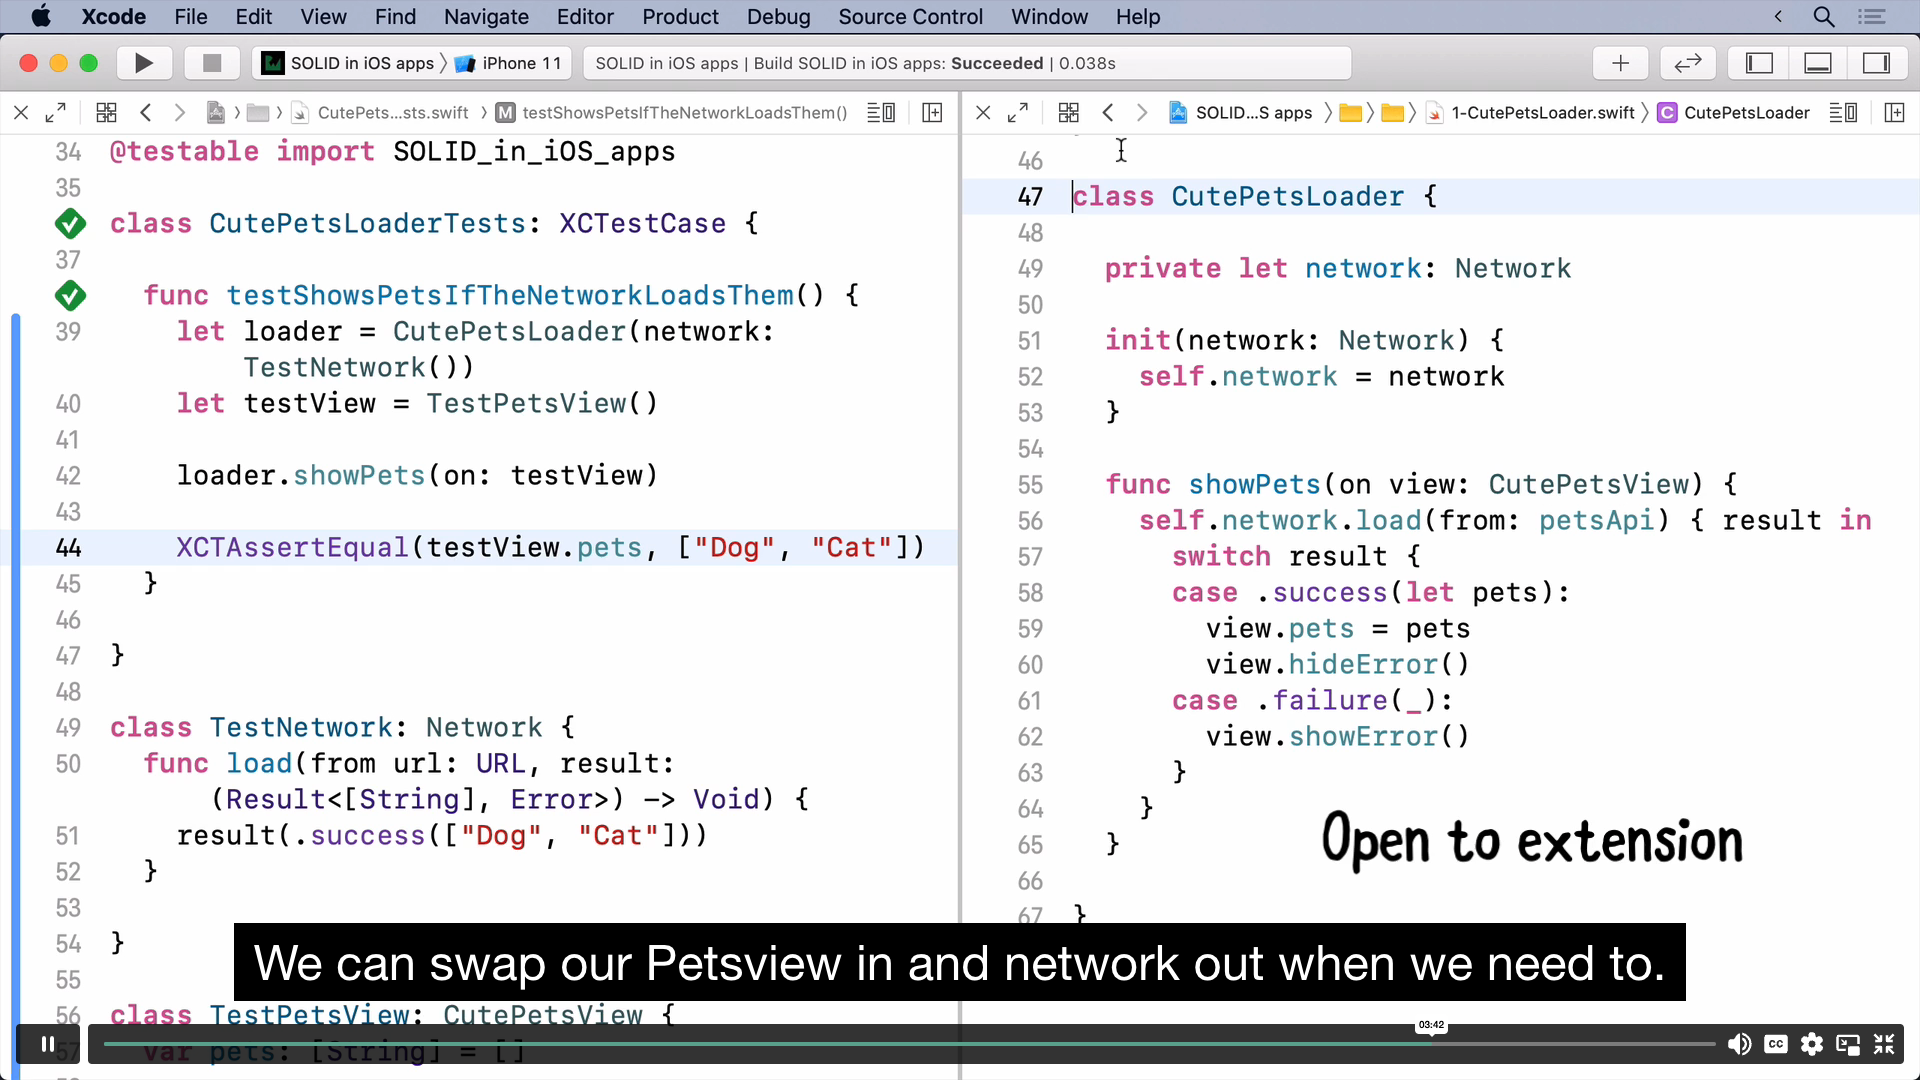 Xcode File Edit View Find Navigate Editor Product Debug Source Control Window Help
SOLID in iOS apps iPhone 11 SOLID in iOS apps | Build SOLID in iOS apps: Succeeded | 0.038s
CutePets...sts.swift M testShowsPetsIfTheNetworkLoadsThem()
34 @testable import SOLID_in_iOS_apps
35
class CutePetsLoaderTests: XCTestCase {
37
func testShowsPetsIfTheNetworkLoadsThem() {
39 let loader = CutePetsLoader(network:
TestNetwork())
40 let testView = TestPetsView()
41
42 loader.showPets(on: testView)
43
44 XCTAssertEqual(testView.pets, ["Dog", "Cat"])
45 }
46
47 }
48
49 class TestNetwork: Network {
50 func load(from url: URL, result:
(Result<[String], Error>) -> Void) {
51 result(.success(["Dog", "Cat"]))
52 }
53
54 }
55
56 class TestPetsView: CutePetsView {
57 var pets: [String] = []
SOLID...S apps 1-CutePetsLoader.swift C CutePetsLoader
46
47 class CutePetsLoader {
48
49 private let network: Network
50
51 init(network: Network) {
52 self.network = network
53 }
54
55 func showPets(on view: CutePetsView) {
56 self.network.load(from: petsApi) { result in
57 switch result {
58 case .success(let pets):
59 view.pets = pets
60 view.hideError()
61 case .failure(_):
62 view.showError()
63 }
64 }
65 }
66
67 }
Open to extension
We can swap our Petsview in and network out when we need to.
03:42
CC